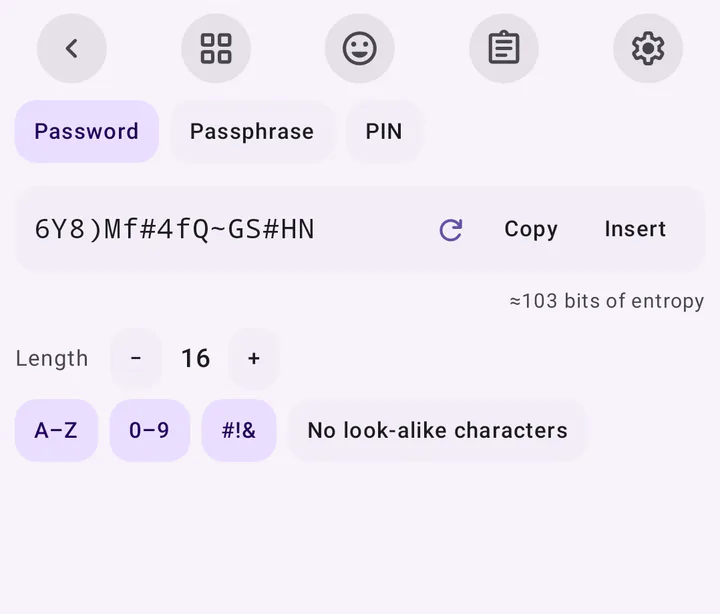 Password Passphrase PIN
6Y8)Mf#4fQ~GS#HN Copy Insert
≈103 bits of entropy
Length - 16 +
A–Z 0–9 #!& No look-alike characters